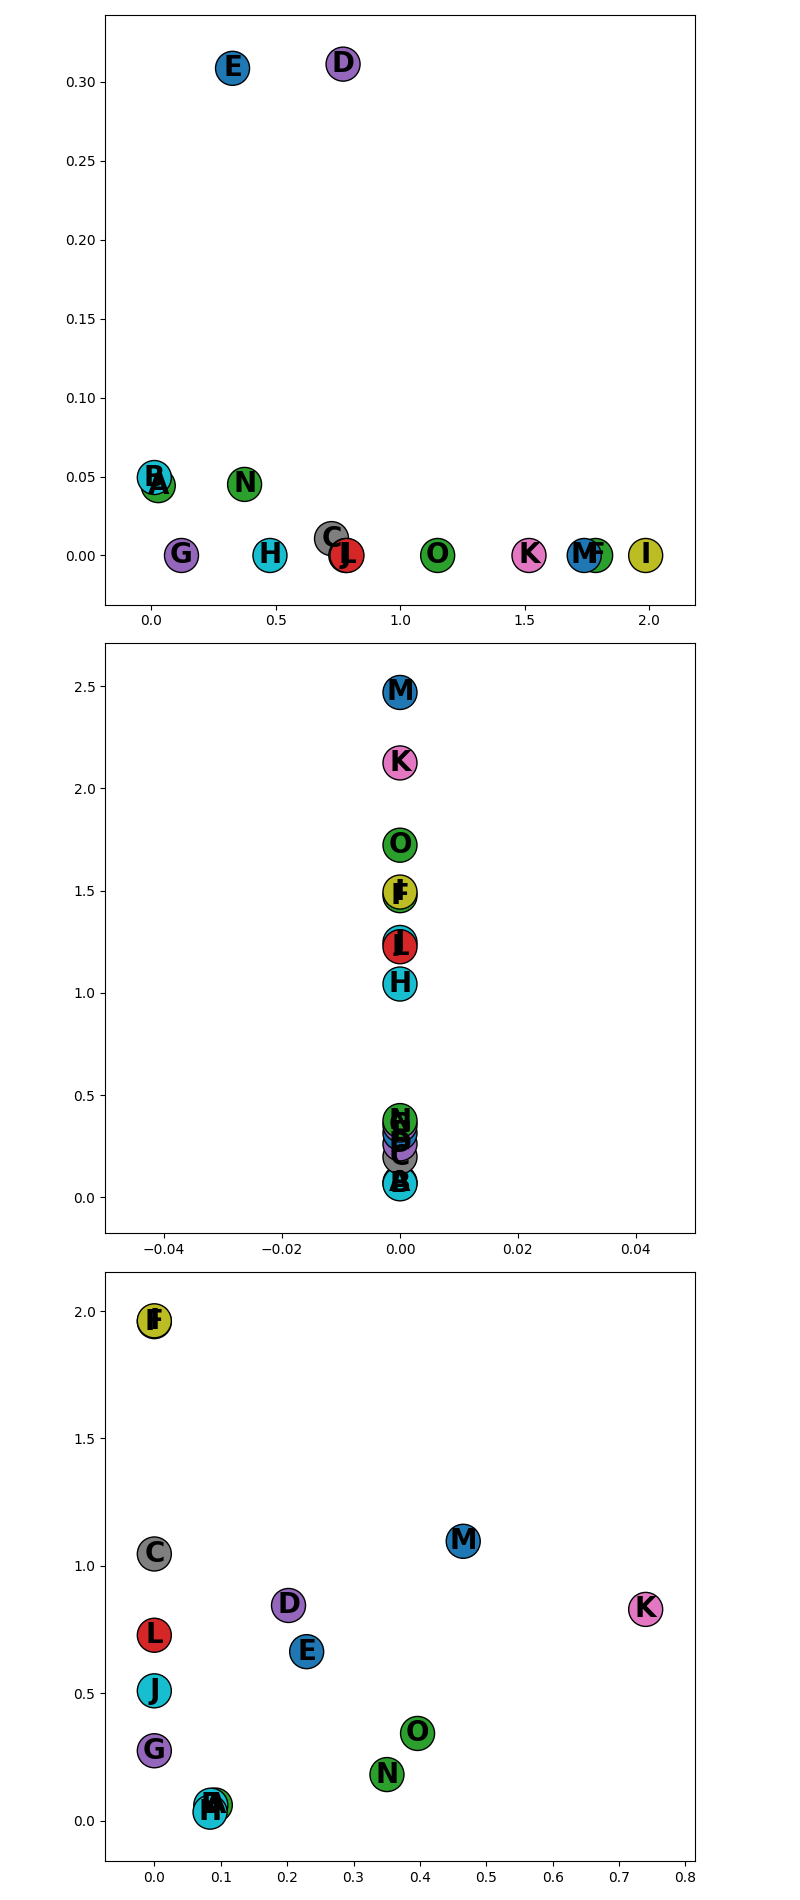 E D
0.30
0.25
0.20
0.15
0.10
B A N
0.05
C
G H J L O K M F I
0.00
0.0 0.5 1.0 1.5 2.0
M
2.5
K
2.0
O
1.5
F
J L
H
1.0
0.5
N
D
C
A
0.0
−0.04 −0.02 0.00 0.02 0.04
F
2.0
1.5
C
M
1.0
D
K
L
E
J
0.5
O
G
N
A
H
0.0
0.0 0.1 0.2 0.3 0.4 0.5 0.6 0.7 0.8